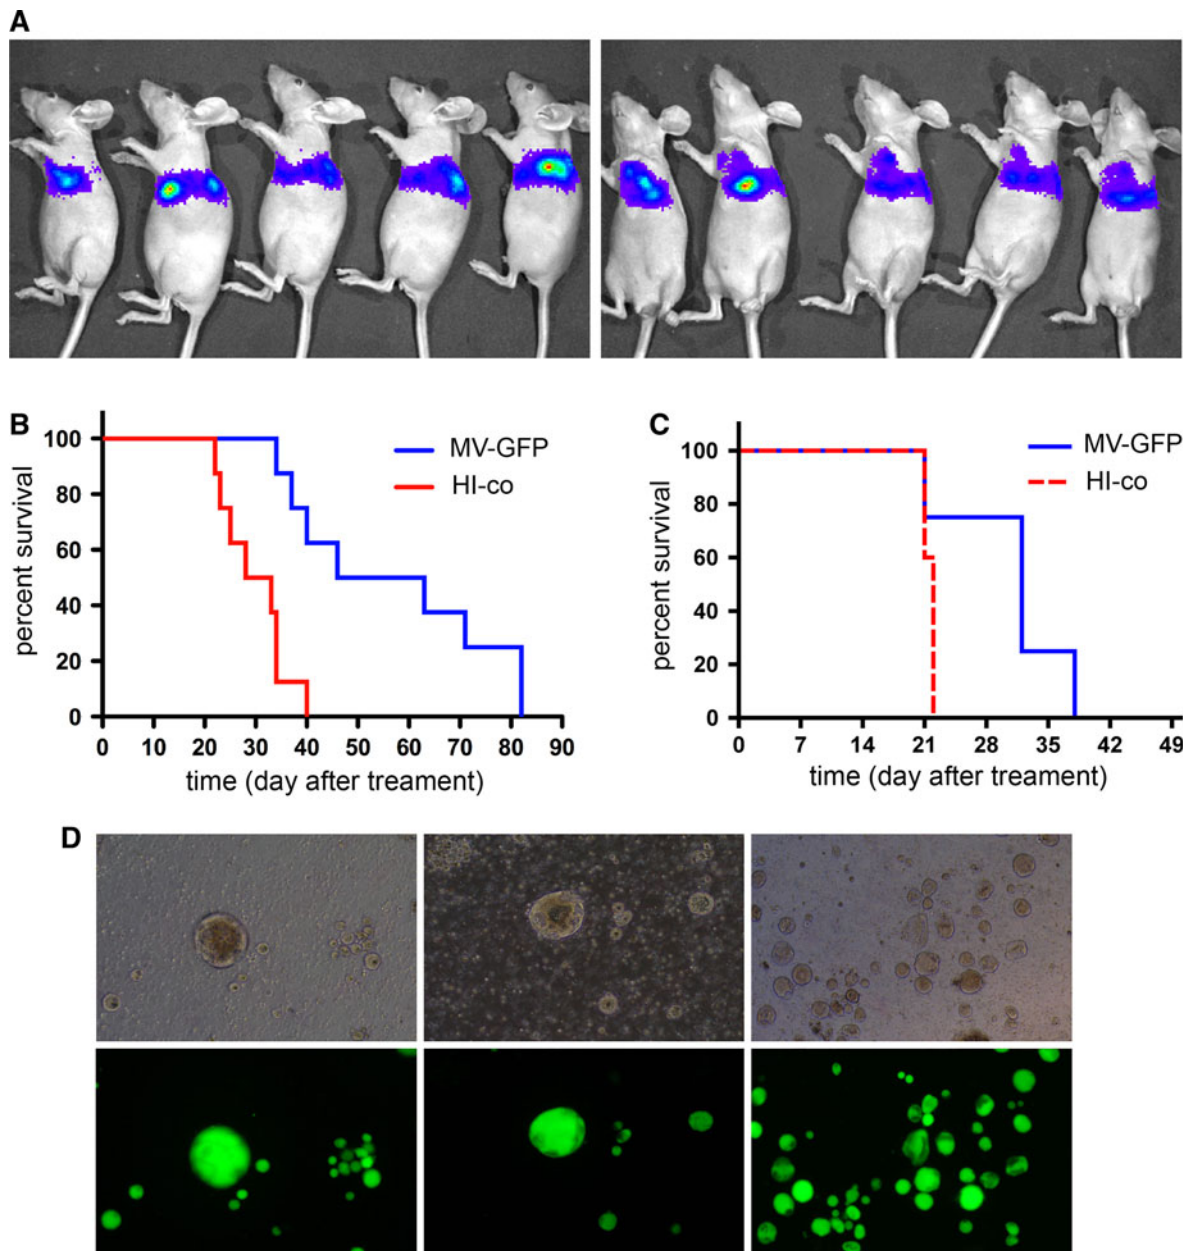 A
B
100
80
60
40
20
0
percent survival
MV-GFP
HI-co
0 10 20 30 40 50 60 70 80 90
time (day after treament)
C
100
80
60
40
20
0
percent survival
MV-GFP
HI-co
0 7 14 21 28 35 42 49
time (day after treament)
D